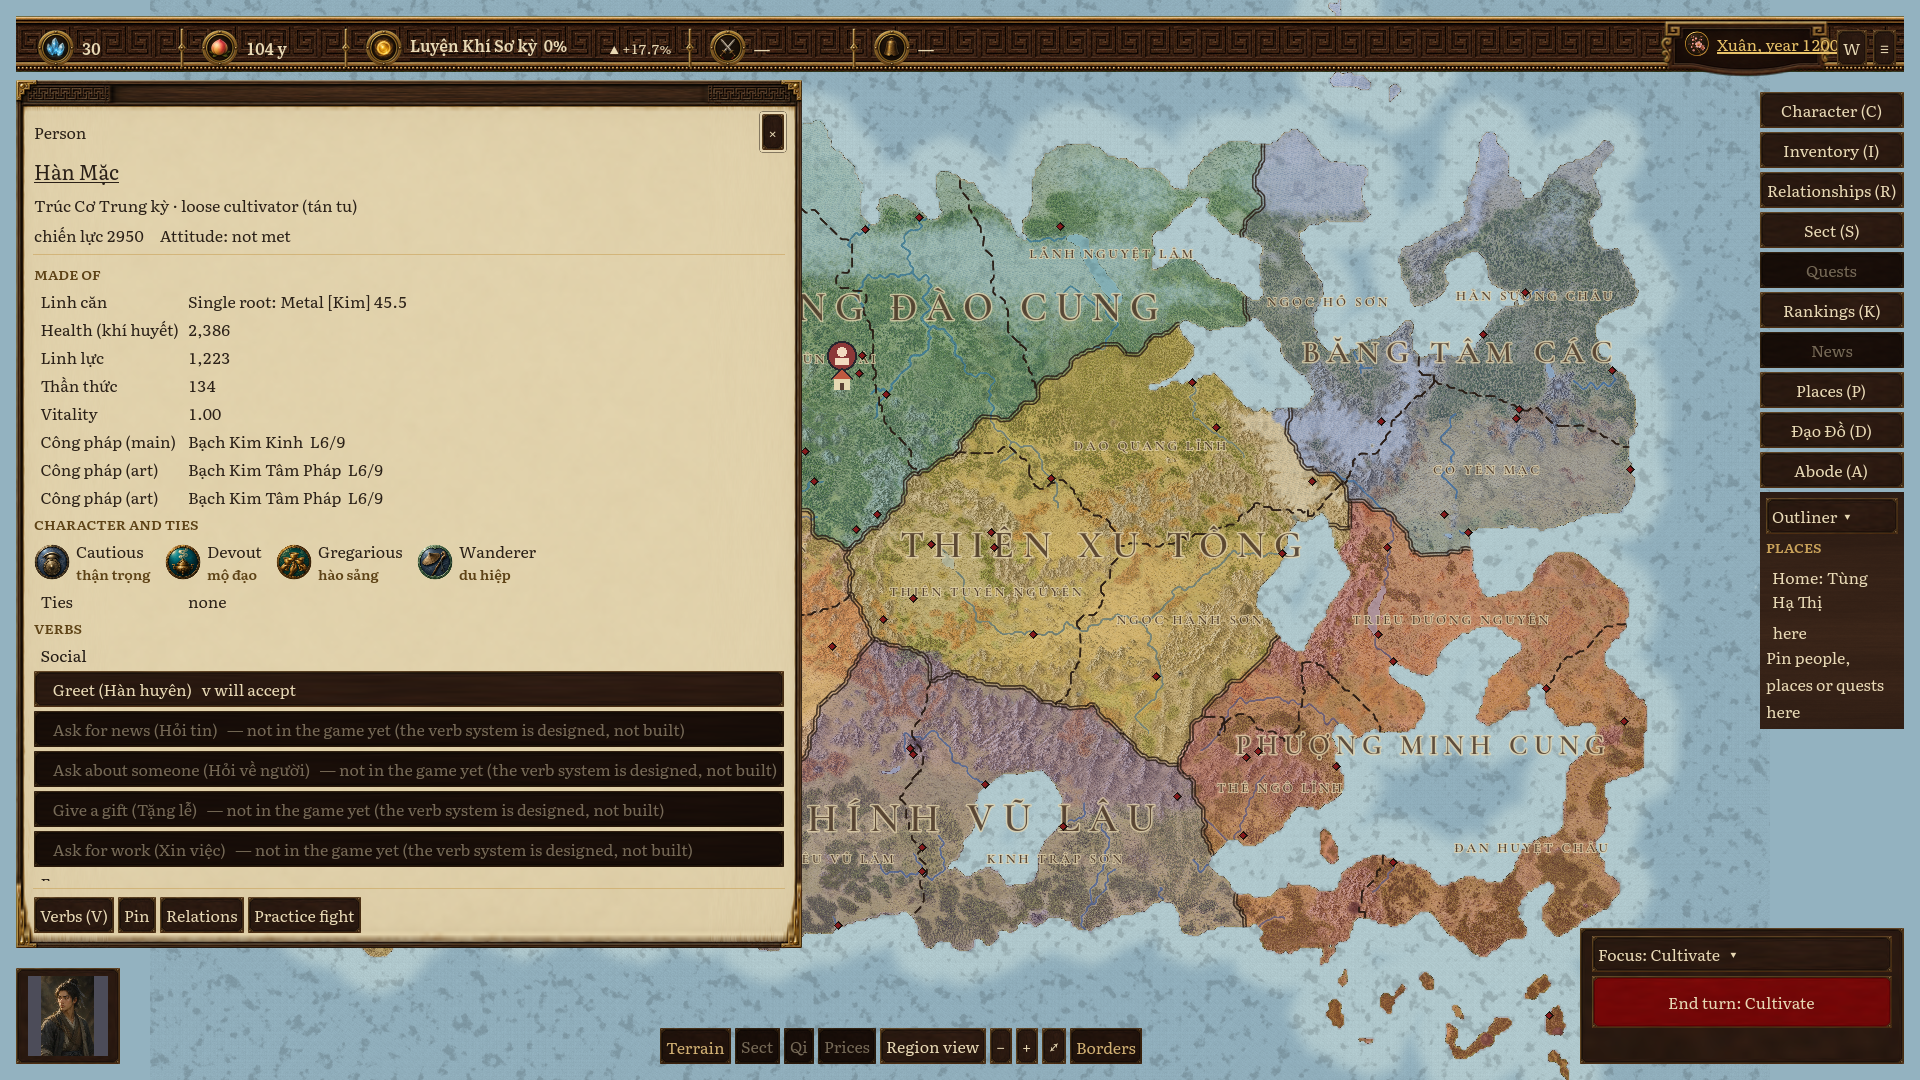 30
104 y
Luyện Khí Sơ kỳ 0%
▲ +17.7%
—
—
Xuân, year 1200
W
≡
Person
×
Hàn Mặc
Trúc Cơ Trung kỳ · loose cultivator (tán tu)
chiến lực 2950 Attitude: not met
MADE OF
Linh căn Single root: Metal [Kim] 45.5
Health (khí huyết) 2,386
Linh lực 1,223
Thần thức 134
Vitality 1.00
Công pháp (main) Bạch Kim Kinh L6/9
Công pháp (art) Bạch Kim Tâm Pháp L6/9
Công pháp (art) Bạch Kim Tâm Pháp L6/9
CHARACTER AND TIES
Cautious
thận trọng
Devout
mộ đạo
Gregarious
hào sảng
Wanderer
du hiệp
Ties none
VERBS
Social
Greet (Hàn huyên) v will accept
Ask for news (Hỏi tin) — not in the game yet (the verb system is designed, not built)
Ask about someone (Hỏi về người) — not in the game yet (the verb system is designed, not built)
Give a gift (Tặng lễ) — not in the game yet (the verb system is designed, not built)
Ask for work (Xin việc) — not in the game yet (the verb system is designed, not built)
Verbs (V)
Pin
Relations
Practice fight
LÃNH NGUYỆT LÂM
NG ĐÀO CUNG
NGỌC HỒ SƠN
HÀN SƯƠNG CHÂU
BĂNG TÂM CÁC
DAO QUANG LĨNH
CÔ YÊN MẠC
THIÊN XU TÔNG
THIÊN TUYỀN NGUYÊN
NGỌC HÀNH SƠN
TRIỀU DƯƠNG NGUYÊN
PHƯỢNG MINH CUNG
THÊ NGÔ LĨNH
HÍNH VŨ LÂU
VŨ LÂM
KINH TRẬP SƠN
ĐAN HUYỆT CHÂU
Character (C)
Inventory (I)
Relationships (R)
Sect (S)
Quests
Rankings (K)
News
Places (P)
Đạo Đồ (D)
Abode (A)
Outliner ▾
PLACES
Home: Tùng
Hạ Thị
here
Pin people,
places or quests
here
Focus: Cultivate ▾
End turn: Cultivate
Terrain
Sect
Qi
Prices
Region view
−
+
⤢
Borders